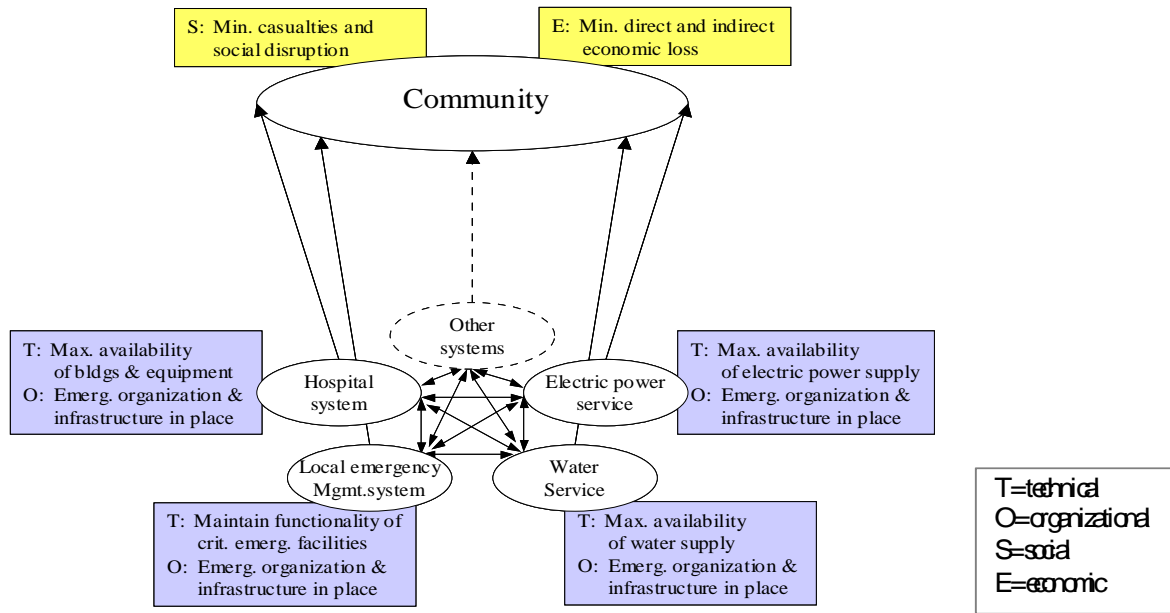 S: Min. casualties and
social disruption
E: Min. direct and indirect
economic loss
Community
Other
systems
T: Max. availability
of bldgs & equipment
O: Emerg. organization &
infrastructure in place
Hospital
system
Electric power
service
T: Max. availability
of electric power supply
O: Emerg. organization &
infrastructure in place
Local emergency
Mgmt.system
Water
Service
T: Maintain functionality of
crit. emerg. facilities
O: Emerg. organization &
infrastructure in place
T: Max. availability
of water supply
O: Emerg. organization &
infrastructure in place
T=technical
O=organizational
S=social
E=economic